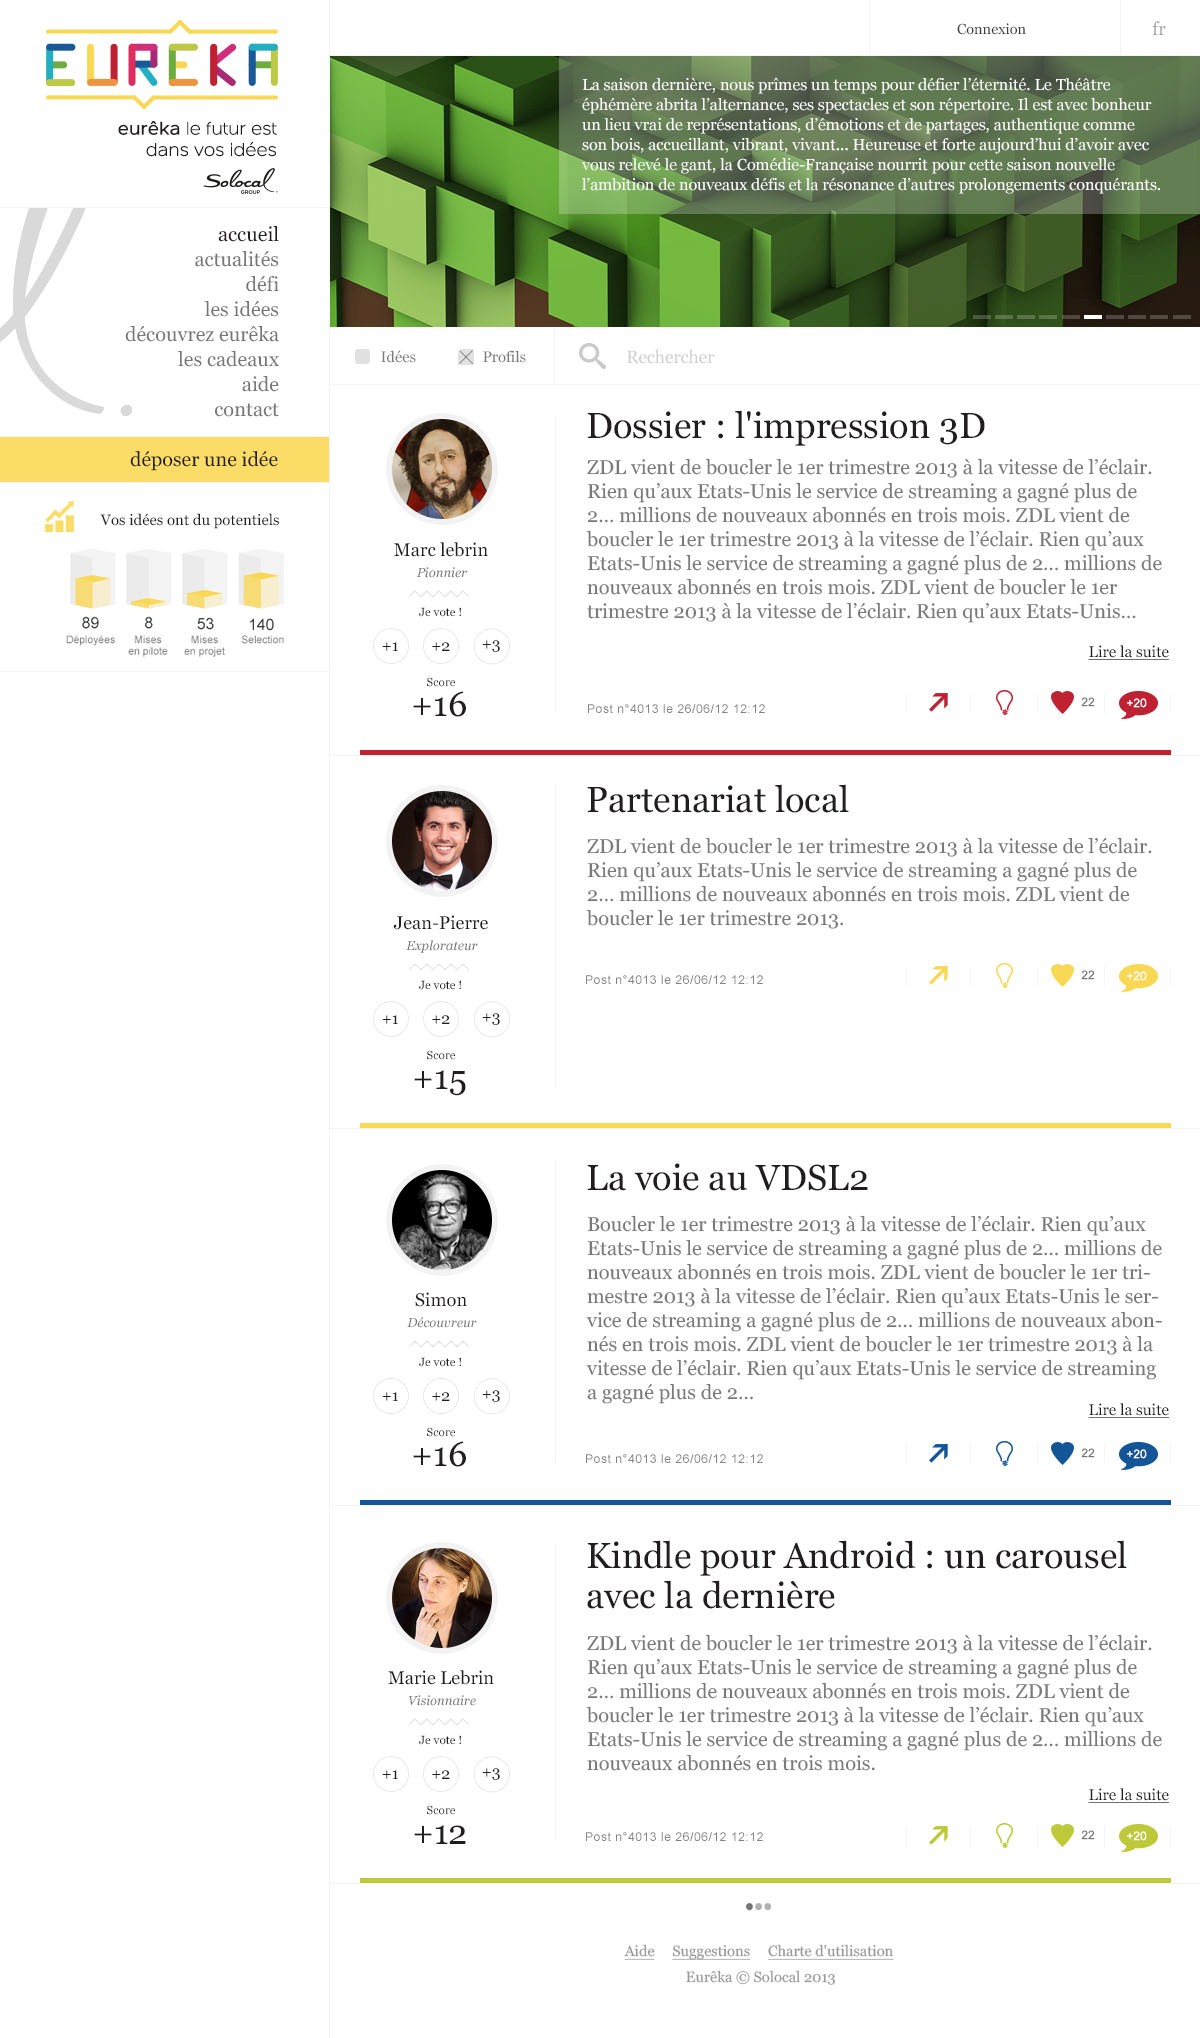 EUREKA
eurêka le futur est
dans vos idées
Solocal
GROUP
Connexion
fr
La saison dernière, nous prîmes un temps pour défier l’éternité. Le Théâtre
éphémère abrita l’alternance, ses spectacles et son répertoire. Il est avec bonheur
un lieu vrai de représentations, d’émotions et de partages, authentique comme
son bois, accueillant, vibrant, vivant... Heureuse et forte aujourd’hui d’avoir avec
vous relevé le gant, la Comédie-Française nourrit pour cette saison nouvelle
l’ambition de nouveaux défis et la résonance d’autres prolongements conquérants.
accueil
actualités
défi
les idées
découvrez eurêka
les cadeaux
aide
contact
déposer une idée
Vos idées ont du potentiels
89 8 53 140
Déployées Mises Mises Selection
en pilote en projet
Idées Profils Rechercher
Marc lebrin
Pionnier
Je vote !
+1 +2 +3
Score
+16
Dossier : l'impression 3D
ZDL vient de boucler le 1er trimestre 2013 à la vitesse de l’éclair.
Rien qu’aux Etats-Unis le service de streaming a gagné plus de
2... millions de nouveaux abonnés en trois mois. ZDL vient de
boucler le 1er trimestre 2013 à la vitesse de l’éclair. Rien qu’aux
Etats-Unis le service de streaming a gagné plus de 2... millions de
nouveaux abonnés en trois mois. ZDL vient de boucler le 1er
trimestre 2013 à la vitesse de l’éclair. Rien qu’aux Etats-Unis...
Lire la suite
Post n°4013 le 26/06/12 12:12 22 +20
Jean-Pierre
Explorateur
Je vote !
+1 +2 +3
Score
+15
Partenariat local
ZDL vient de boucler le 1er trimestre 2013 à la vitesse de l’éclair.
Rien qu’aux Etats-Unis le service de streaming a gagné plus de
2... millions de nouveaux abonnés en trois mois. ZDL vient de
boucler le 1er trimestre 2013.
Post n°4013 le 26/06/12 12:12 22 +20
Simon
Découvreur
Je vote !
+1 +2 +3
Score
+16
La voie au VDSL2
Boucler le 1er trimestre 2013 à la vitesse de l’éclair. Rien qu’aux
Etats-Unis le service de streaming a gagné plus de 2... millions de
nouveaux abonnés en trois mois. ZDL vient de boucler le 1er tri-
mestre 2013 à la vitesse de l’éclair. Rien qu’aux Etats-Unis le ser-
vice de streaming a gagné plus de 2... millions de nouveaux abon-
nés en trois mois. ZDL vient de boucler le 1er trimestre 2013 à la
vitesse de l’éclair. Rien qu’aux Etats-Unis le service de streaming
a gagné plus de 2...
Lire la suite
Post n°4013 le 26/06/12 12:12 22 +20
Marie Lebrin
Visionnaire
Je vote !
+1 +2 +3
Score
+12
Kindle pour Android : un carousel
avec la dernière
ZDL vient de boucler le 1er trimestre 2013 à la vitesse de l’éclair.
Rien qu’aux Etats-Unis le service de streaming a gagné plus de
2... millions de nouveaux abonnés en trois mois. ZDL vient de
boucler le 1er trimestre 2013 à la vitesse de l’éclair. Rien qu’aux
Etats-Unis le service de streaming a gagné plus de 2... millions de
nouveaux abonnés en trois mois.
Lire la suite
Post n°4013 le 26/06/12 12:12 22 +20
Aide Suggestions Charte d'utilisation
Eurêka © Solocal 2013